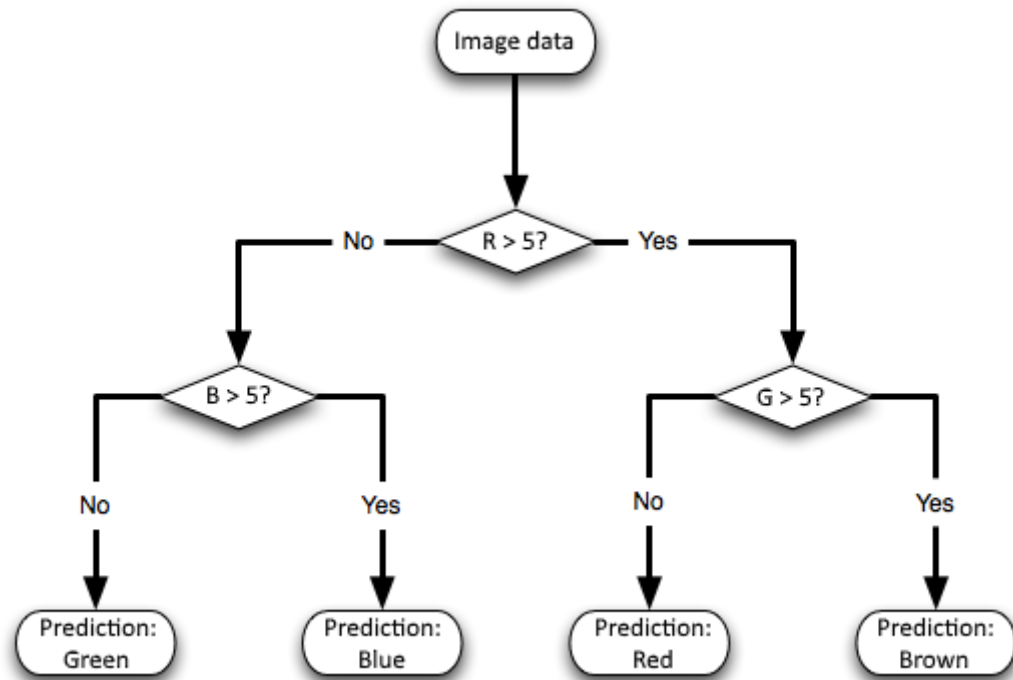 Image data
No
R > 5?
Yes
B > 5?
G > 5?
No
Yes
No
Yes
Prediction:
Green
Prediction:
Blue
Prediction:
Red
Prediction:
Brown